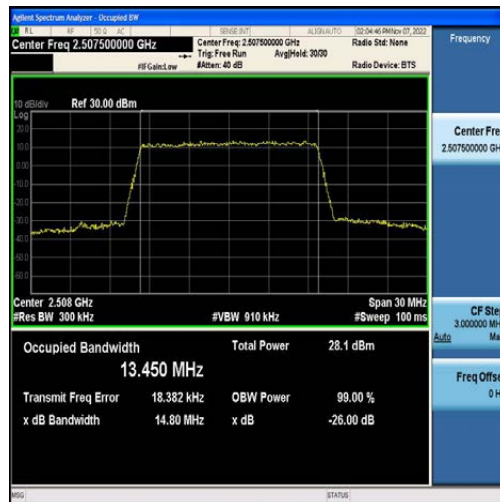 Agilent Spectrum Analyzer - Occupied BW
RL RF 50 Ω AC SENSE:INT ALIGN AUTO 02:04:46 PM Nov 07, 2022
Center Freq 2.507500000 GHz
Center Freq: 2.507500000 GHz Radio Std: None
Trig: Free Run Avg|Hold: 30/30
#IFGain:Low #Atten: 40 dB Radio Device: BTS
Frequency
10 dB/div Ref 30.00 dBm
Log
20.0
10.0
0.00
-10.0
-20.0
-30.0
-40.0
-50.0
-60.0
Center 2.508 GHz Span 30 MHz
#Res BW 300 kHz #VBW 910 kHz #Sweep 100 ms
Occupied Bandwidth Total Power 28.1 dBm
13.450 MHz
Transmit Freq Error 18.382 kHz OBW Power 99.00 %
x dB Bandwidth 14.80 MHz x dB -26.00 dB
Center Fre
2.507500000 GH
CF Ste
3.000000 MH
Auto Ma
Freq Offse
0 H
MSG STATUS